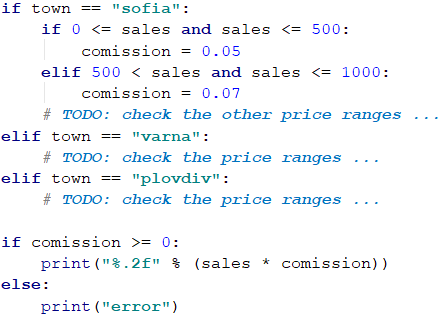 if town == "sofia":
    if 0 <= sales and sales <= 500:
        comission = 0.05
    elif 500 < sales and sales <= 1000:
        comission = 0.07
    # TODO: check the other price ranges ...
elif town == "varna":
    # TODO: check the price ranges ...
elif town == "plovdiv":
    # TODO: check the price ranges ...

if comission >= 0:
    print("%.2f" % (sales * comission))
else:
    print("error")